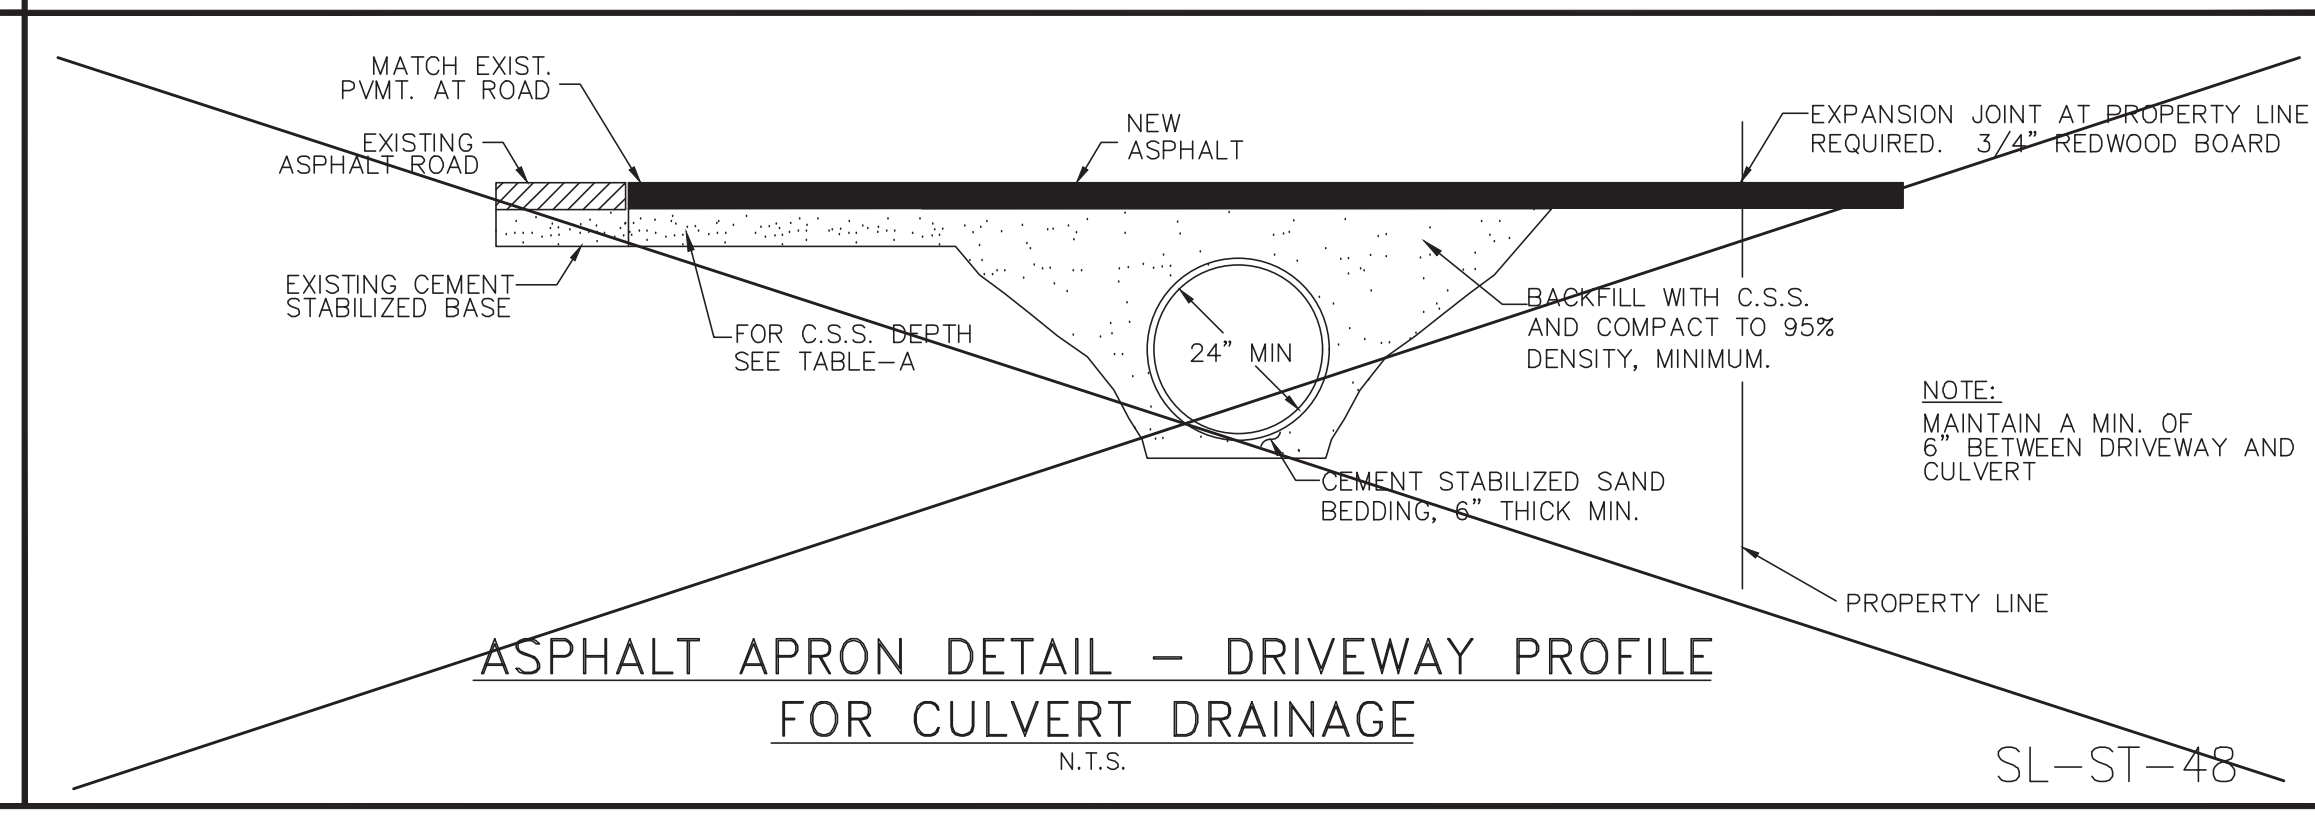 MATCH EXIST.
PVMT. AT ROAD
EXISTING
ASPHALT ROAD
NEW
ASPHALT
EXPANSION JOINT AT PROPERTY LINE
REQUIRED. 3/4" REDWOOD BOARD
EXISTING CEMENT
STABILIZED BASE
FOR C.S.S. DEPTH
SEE TABLE-A
24" MIN
BACKFILL WITH C.S.S.
AND COMPACT TO 95%
DENSITY, MINIMUM.
NOTE:
MAINTAIN A MIN. OF
6" BETWEEN DRIVEWAY AND
CULVERT
CEMENT STABILIZED SAND
BEDDING, 6" THICK MIN.
PROPERTY LINE
ASPHALT APRON DETAIL - DRIVEWAY PROFILE
FOR CULVERT DRAINAGE
N.T.S.
SL-ST-48